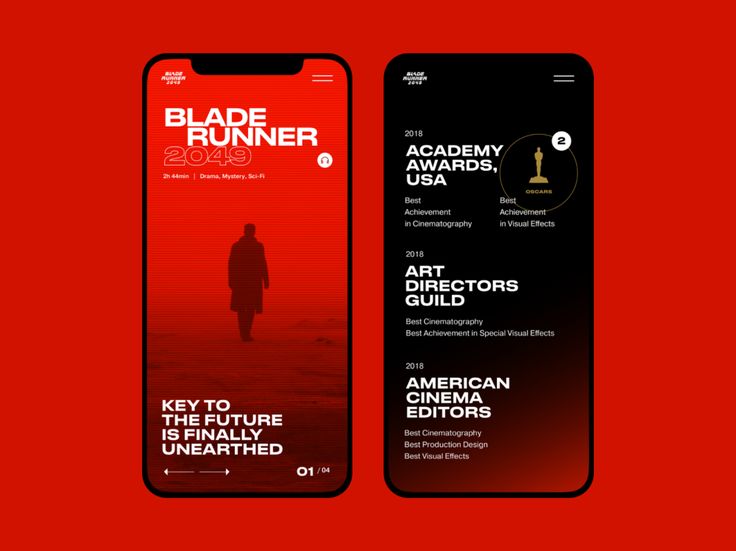 BLADE
RUNNER
2049
BLADE
RUNNER
2049
2h 44min | Drama, Mystery, Sci-Fi
KEY TO
THE FUTURE
IS FINALLY
UNEARTHED
01 / 04
BLADE
RUNNER
2049
2018
ACADEMY
AWARDS,
USA
2
OSCARS
Best
Achievement
in Cinematography
Best
Achievement
in Visual Effects
2018
ART
DIRECTORS
GUILD
Best Cinematography
Best Achievement in Special Visual Effects
2018
AMERICAN
CINEMA
EDITORS
Best Cinematography
Best Production Design
Best Visual Effects